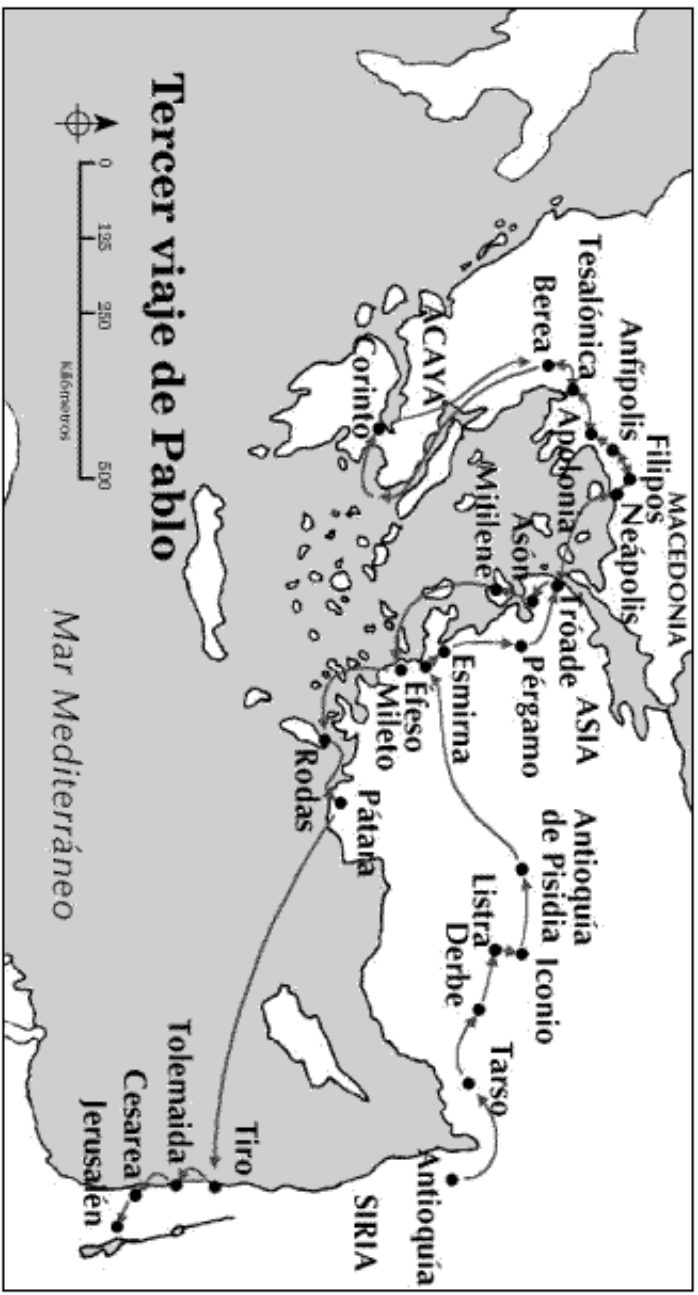 MACEDONIA
Filipos
Neápolis
Anfípolis
Apolonia
Tesalónica
Berea
ACAYA
Corinto
Tróade
Asón
Mitilene
ASIA
Pérgamo
Esmirna
Efeso
Mileto
Rodas
Pátara
Antioquía
de Pisidia
Iconio
Listra
Derbe
Tarso
Antioquía
SIRIA
Tiro
Tolemaida
Cesarea
Jerusalén
Mar Mediterráneo
Tercer viaje de Pablo
0 125 250 500
Kilómetros